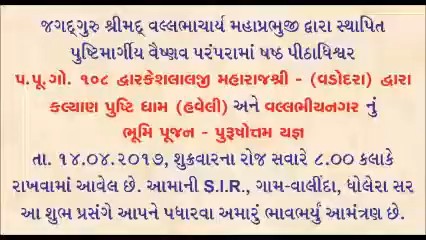 જગદ્‌ગુરુ શ્રીમદ્ વલ્લભાચાર્ય મહાપ્રભુજી દ્વારા સ્થાપિત
પુષ્ટિમાર્ગીય વૈષ્ણવ પરંપરામાં ષષ્ઠ પીઠાધિશ્વર
પ.પૂ.ગો. ૧૦૮ દ્વારકેશલાલજી મહારાજશ્રી - (વડોદરા) દ્વારા
કલ્યાણ પુષ્ટિ ધામ (હવેલી) અને વલ્લભીયનગર નું
ભૂમિ પૂજન - પુરૂષોત્તમ યજ્ઞ
તા. ૧૪.૦૪.૨૦૧૭, શુક્રવારના રોજ સવારે ૮.૦૦ કલાકે
રાખવામાં આવેલ છે. આમાની S.I.R., ગામ-વાલીંદા, ધોલેરા સર
આ શુભ પ્રસંગે આપને પધારવા અમારું ભાવભર્યું આમંત્રણ છે.